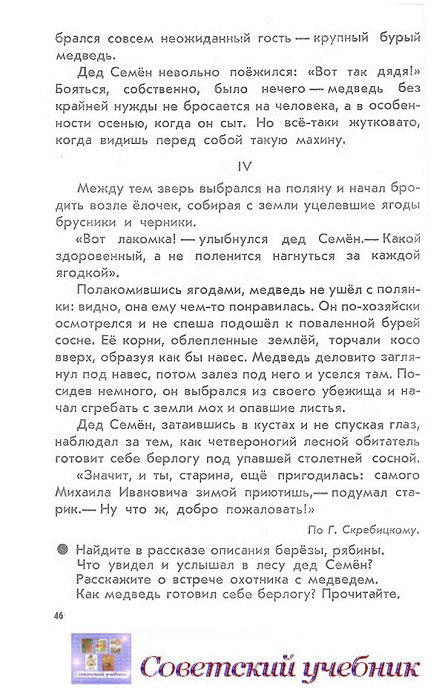 брался совсем неожиданный гость — крупный бурый
медведь.
Дед Семён невольно поёжился: «Вот так дядя!»
Бояться, собственно, было нечего — медведь без
крайней нужды не бросается на человека, а в особен-
ности осенью, когда он сыт. Но всё-таки жутковато,
когда видишь перед собой такую махину.
IV
Между тем зверь выбрался на поляну и начал бро-
дить возле ёлочек, собирая с земли уцелевшие ягоды
брусники и черники.
«Вот лакомка! — улыбнулся дед Семён.— Какой
здоровенный, а не поленится нагнуться за каждой
ягодкой».
Полакомившись ягодами, медведь не ушёл с полян-
ки: видно, она ему чем-то понравилась. Он по-хозяйски
осмотрелся и не спеша подошёл к поваленной бурей
сосне. Её корни, облепленные землёй, торчали косо
вверх, образуя как бы навес. Медведь деловито загля-
нул под навес, потом залез под него и уселся там. По-
сидев немного, он выбрался из своего убежища и на-
чал сгребать с земли мох и опавшие листья.
Дед Семён, затаившись в кустах и не спуская глаз,
наблюдал за тем, как четвероногий лесной обитатель
готовит себе берлогу под упавшей столетней сосной.
«Значит, и ты, старина, ещё пригодилась: самого
Михаила Ивановича зимой приютишь,— подумал ста-
рик.— Ну что ж, добро пожаловать!»
По Г. Скребицкому.
● Найдите в рассказе описания берёзы, рябины.
Что увидел и услышал в лесу дед Семён?
Расскажите о встрече охотника с медведем.
Как медведь готовил себе берлогу? Прочитайте.
46
Советский учебник
Советский учебник